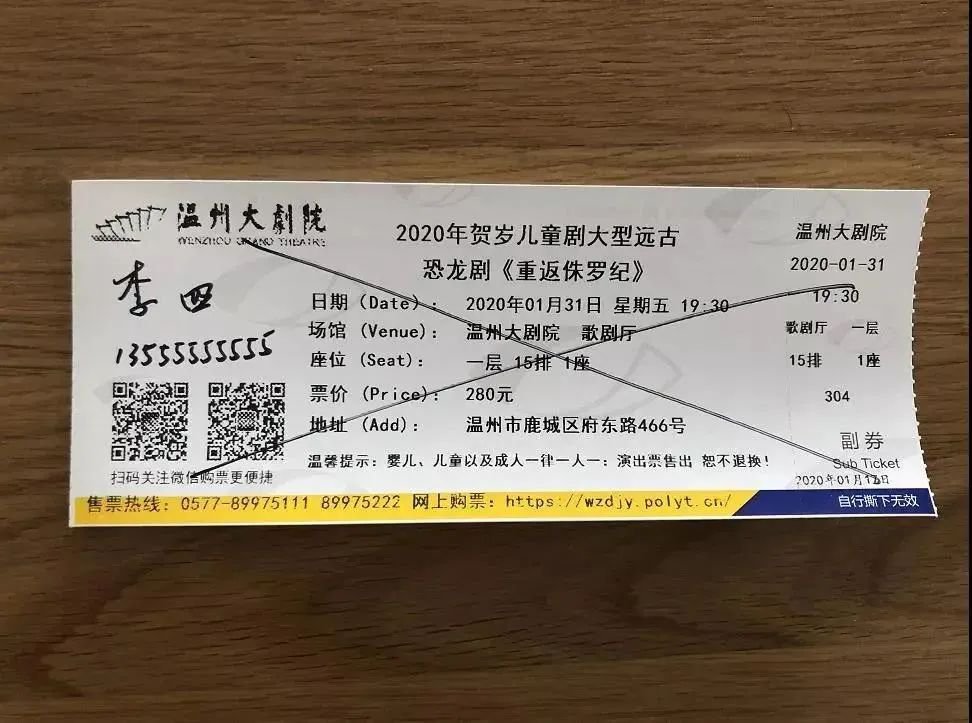 温州大剧院
WENZHOU GRAND THEATRE
李四
13555555555
扫码关注微信购票更便捷
2020年贺岁儿童剧大型远古
恐龙剧《重返侏罗纪》
日期(Date): 2020年01月31日 星期五 19:30
场馆(Venue): 温州大剧院 歌剧厅
座位(Seat): 一层 15排 1座
票价(Price): 280元
地址(Add): 温州市鹿城区府东路466号
温馨提示：婴儿、儿童以及成人一律一人一；演出票售出 恕不退换！
温州大剧院
2020-01-31
19:30
歌剧厅 一层
15排 1座
304
副券
Sub Ticket
2020年01月
售票热线：0577-89975111 89975222 网上购票：https://wzdjy.polyt.cn/
自行撕下无效